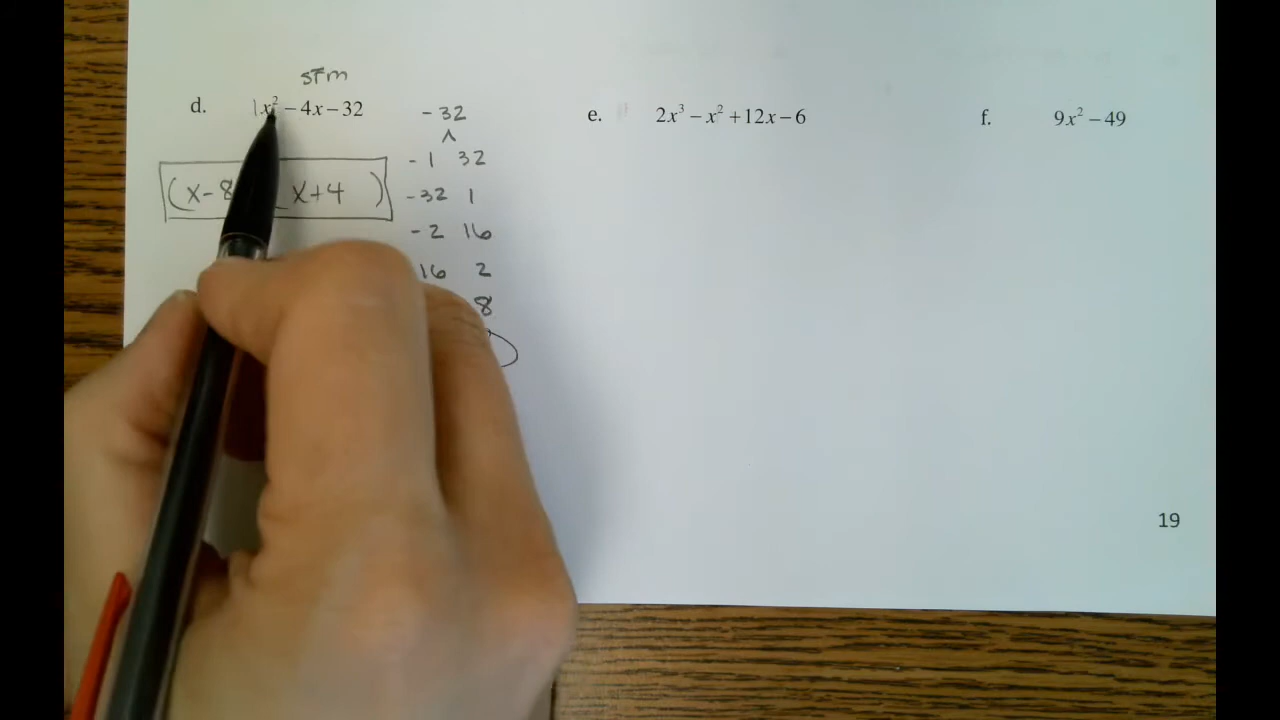 STM
d. 1x² − 4x − 32
(x-8 x+4 )
-32
^
-1 32
-32 1
-2 16
16 2
8
e. 2x³ − x² + 12x − 6
f. 9x² − 49
19